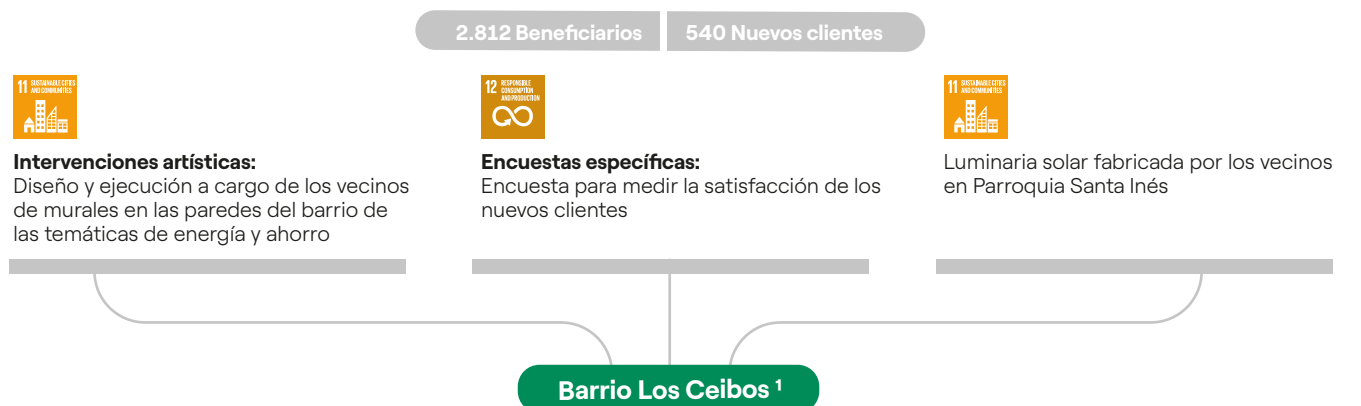 2.812 Beneficiarios 540 Nuevos clientes
11 SUSTAINABLE CITIES
AND COMMUNITIES
Intervenciones artísticas:
Diseño y ejecución a cargo de los vecinos
de murales en las paredes del barrio de
las temáticas de energía y ahorro
12 RESPONSIBLE
CONSUMPTION
AND PRODUCTION
Encuestas específicas:
Encuesta para medir la satisfacción de los
nuevos clientes
11 SUSTAINABLE CITIES
AND COMMUNITIES
Luminaria solar fabricada por los vecinos
en Parroquia Santa Inés
Barrio Los Ceibos ¹